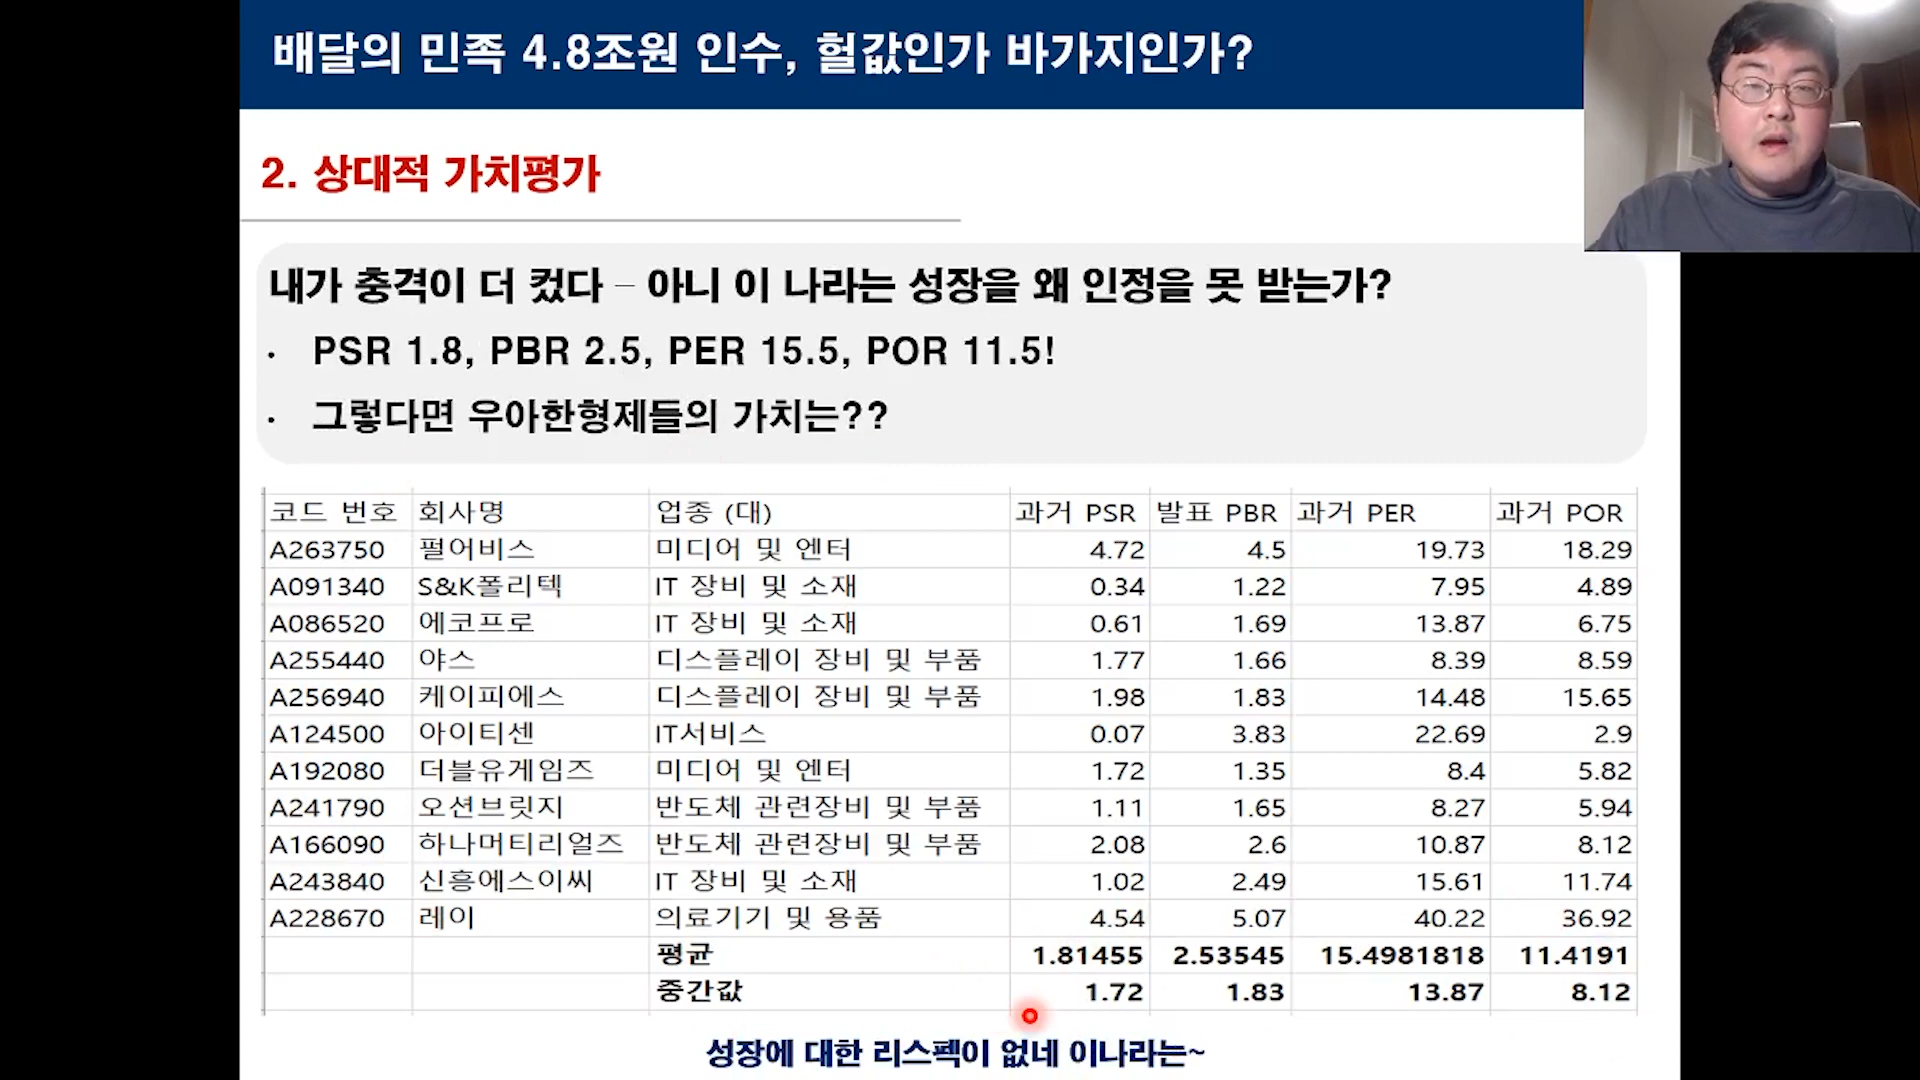 배달의 민족 4.8조원 인수, 헐값인가 바가지인가?
2. 상대적 가치평가
내가 충격이 더 컸다 – 아니 이 나라는 성장을 왜 인정을 못 받는가?
· PSR 1.8, PBR 2.5, PER 15.5, POR 11.5!
· 그렇다면 우아한형제들의 가치는??
코드 번호 회사명 업종 (대) 과거 PSR 발표 PBR 과거 PER 과거 POR
A263750 펄어비스 미디어 및 엔터 4.72 4.5 19.73 18.29
A091340 S&K폴리텍 IT 장비 및 소재 0.34 1.22 7.95 4.89
A086520 에코프로 IT 장비 및 소재 0.61 1.69 13.87 6.75
A255440 야스 디스플레이 장비 및 부품 1.77 1.66 8.39 8.59
A256940 케이피에스 디스플레이 장비 및 부품 1.98 1.83 14.48 15.65
A124500 아이티센 IT서비스 0.07 3.83 22.69 2.9
A192080 더블유게임즈 미디어 및 엔터 1.72 1.35 8.4 5.82
A241790 오션브릿지 반도체 관련장비 및 부품 1.11 1.65 8.27 5.94
A166090 하나머티리얼즈 반도체 관련장비 및 부품 2.08 2.6 10.87 8.12
A243840 신흥에스이씨 IT 장비 및 소재 1.02 2.49 15.61 11.74
A228670 레이 의료기기 및 용품 4.54 5.07 40.22 36.92
평균 1.81455 2.53545 15.4981818 11.4191
중간값 1.72 1.83 13.87 8.12
성장에 대한 리스펙이 없네 이나라는~